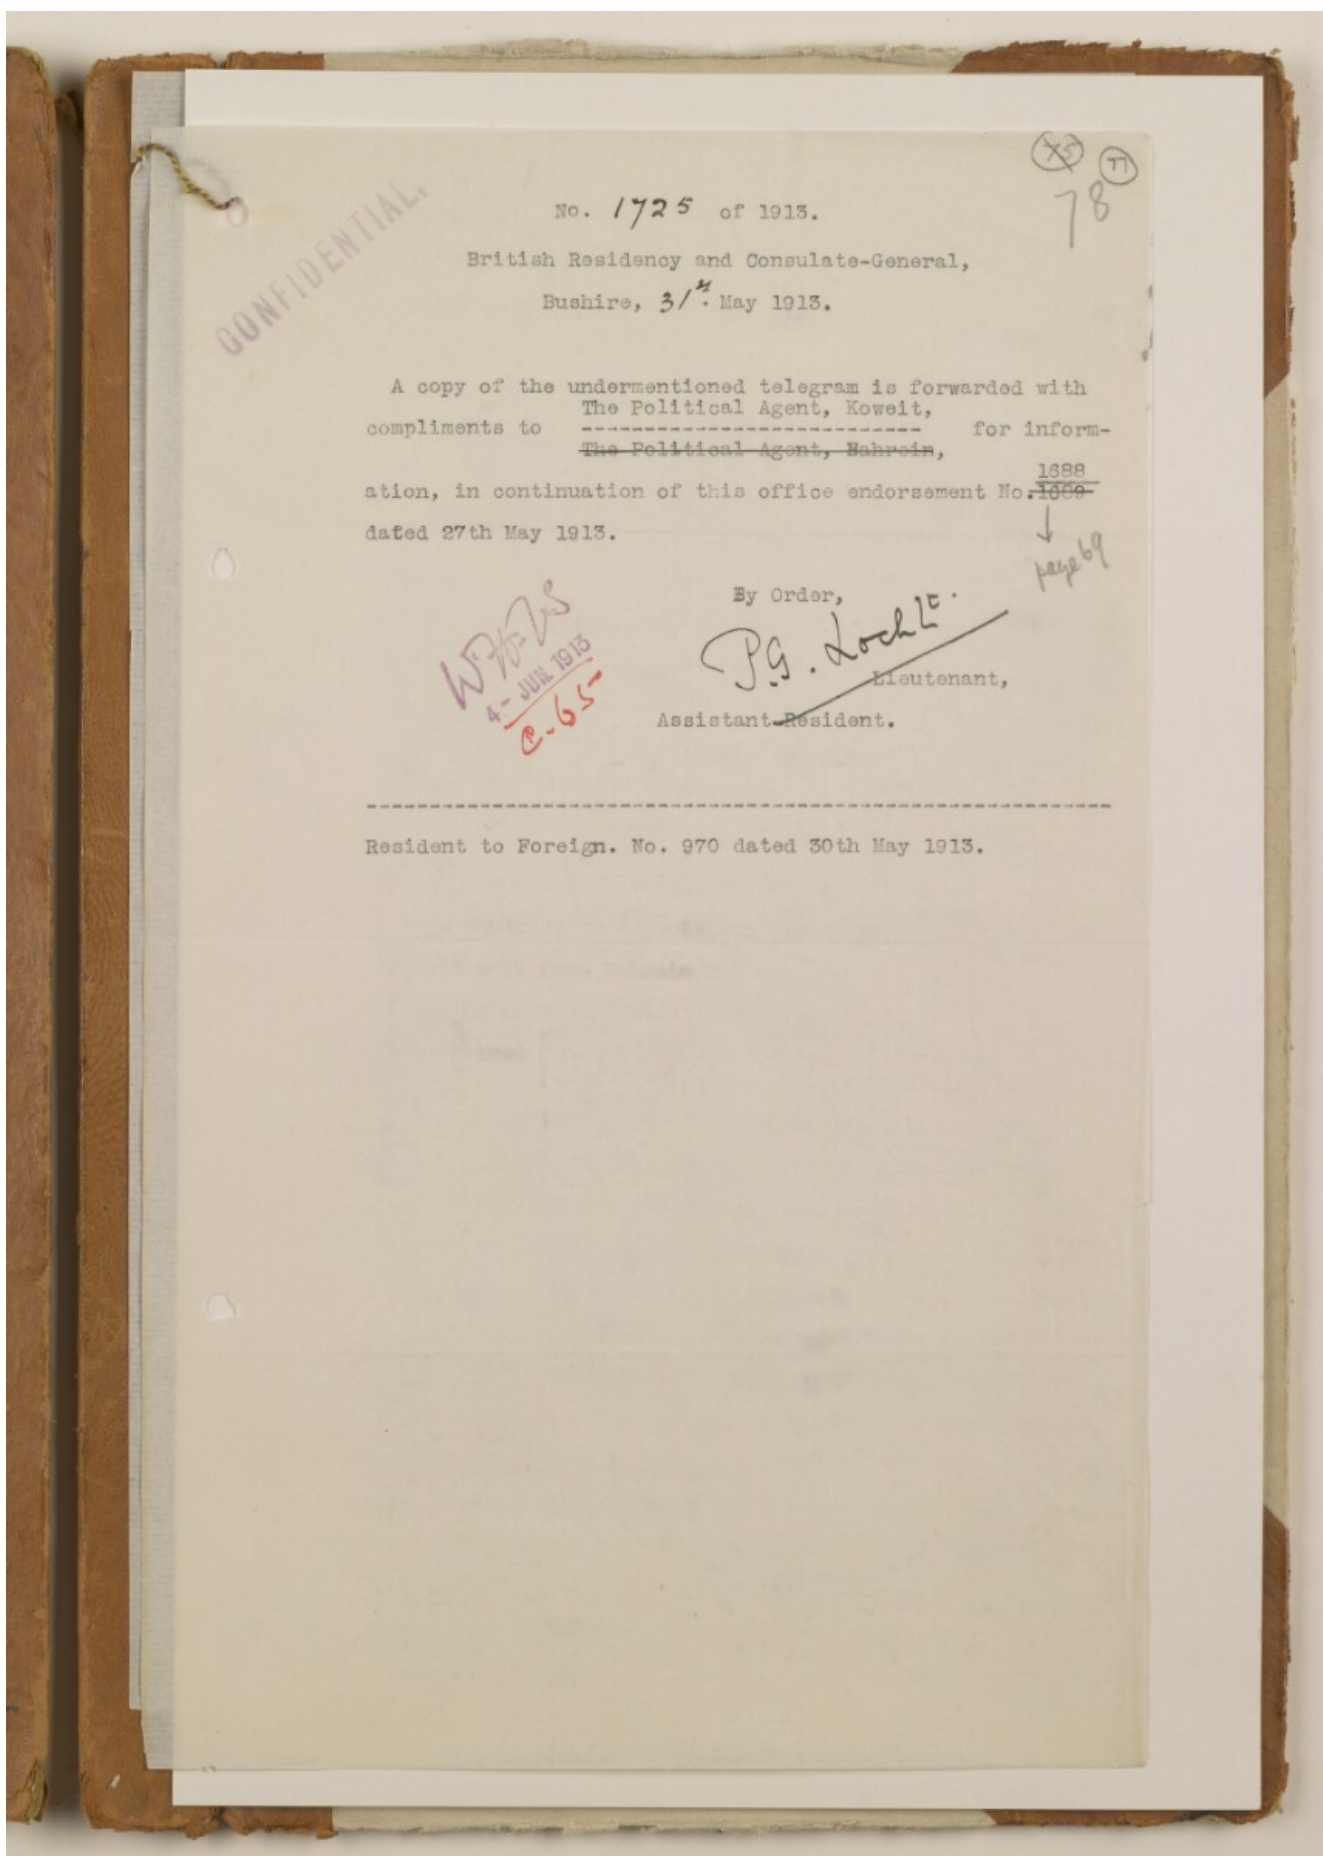 75
77
78
CONFIDENTIAL.
No. 1725 of 1913.
British Residency and Consulate-General,
Bushire, 31st May 1913.
A copy of the undermentioned telegram is forwarded with
The Political Agent, Koweit,
compliments to -------------------------- for inform-
The Political Agent, Bahrein,
1688
ation, in continuation of this office endorsement No. 1689
dated 27th May 1913.
page 69
By Order,
P.G. Loch Lt.
Lieutenant,
Assistant Resident.
4- JUN 1913
C-65
Resident to Foreign. No. 970 dated 30th May 1913.